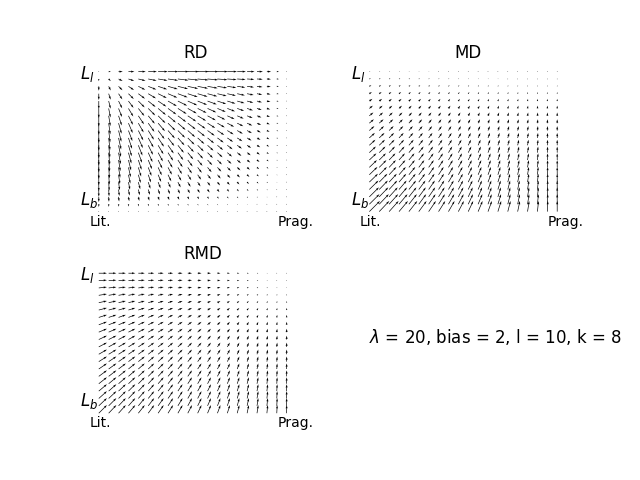 RD
L_l
L_b
Lit. Prag.
MD
L_l
L_b
Lit. Prag.
RMD
L_l
L_b
Lit. Prag.
λ = 20, bias = 2, l = 10, k = 8